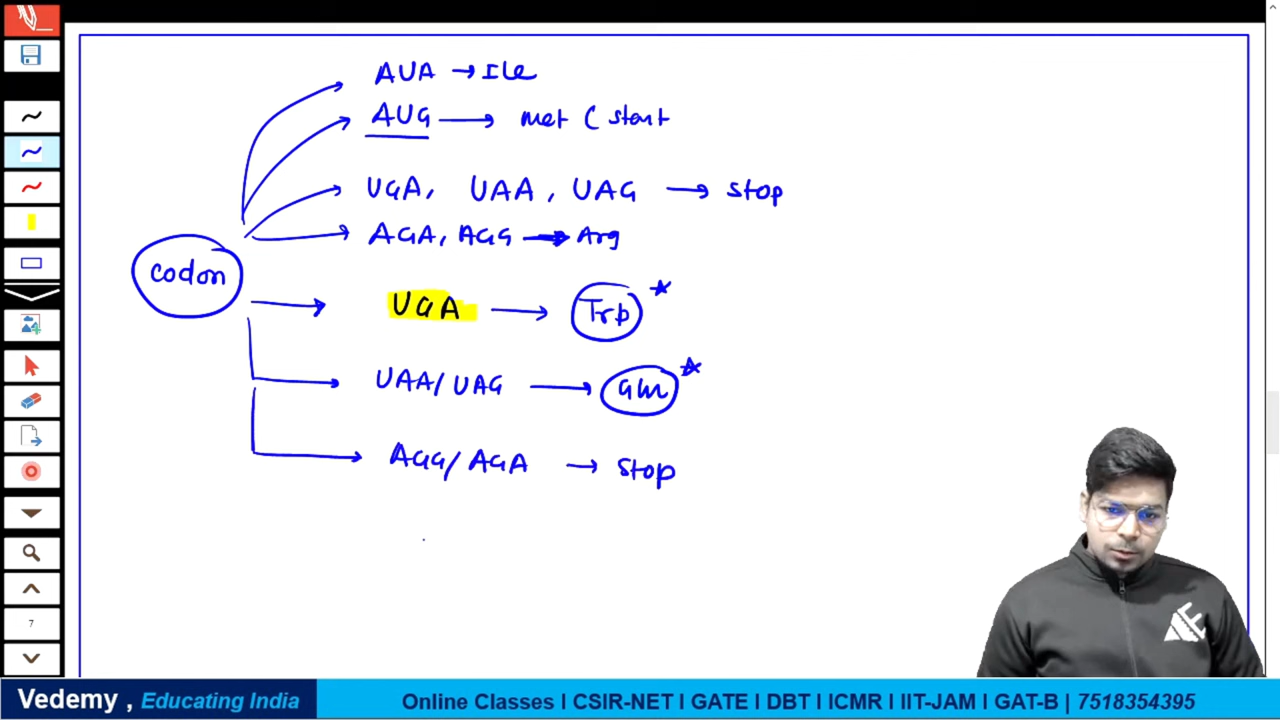 AUA → Ile
AUG → met ( start
UGA, UAA, UAG → stop
AGA, AGG → Arg
codon
UGA → Trp
UAA/UAG → Gln
AGG/AGA → stop
7
Vedemy , Educating India
Online Classes I CSIR-NET I GATE I DBT I ICMR I IIT-JAM I GAT-B | 7518354395